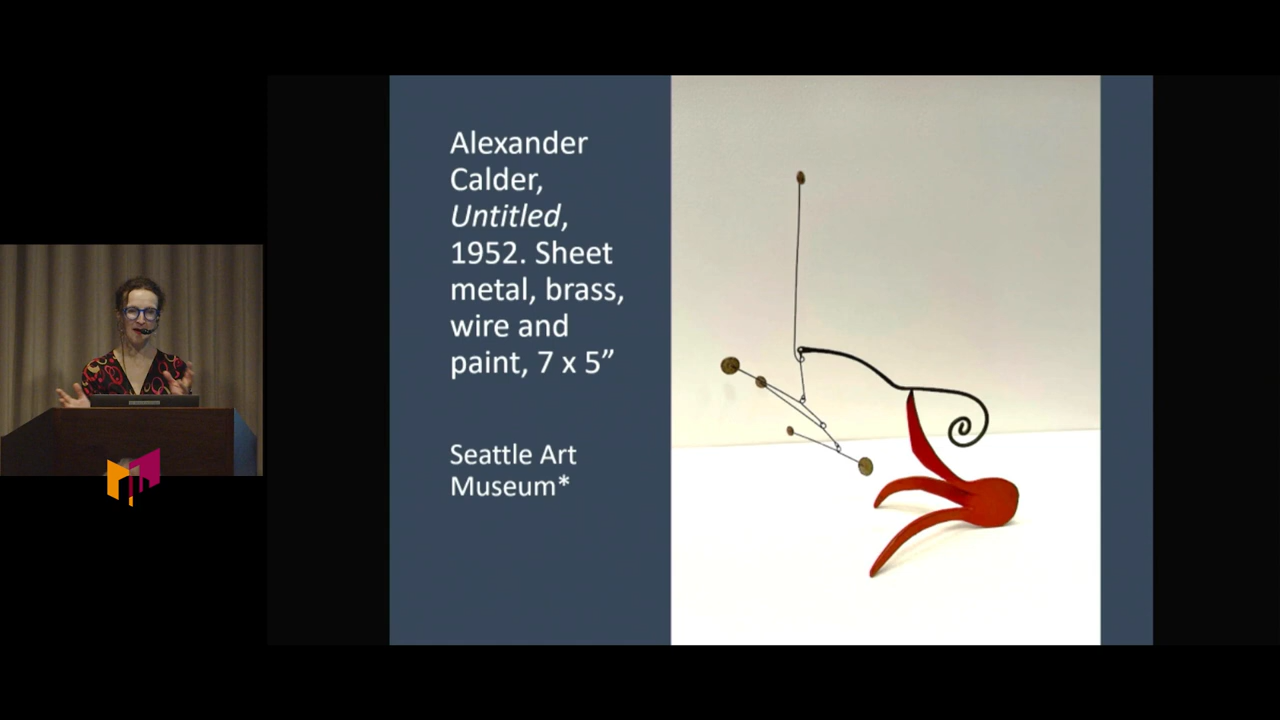 Alexander
Calder,
Untitled,
1952. Sheet
metal, brass,
wire and
paint, 7 x 5”
Seattle Art
Museum*